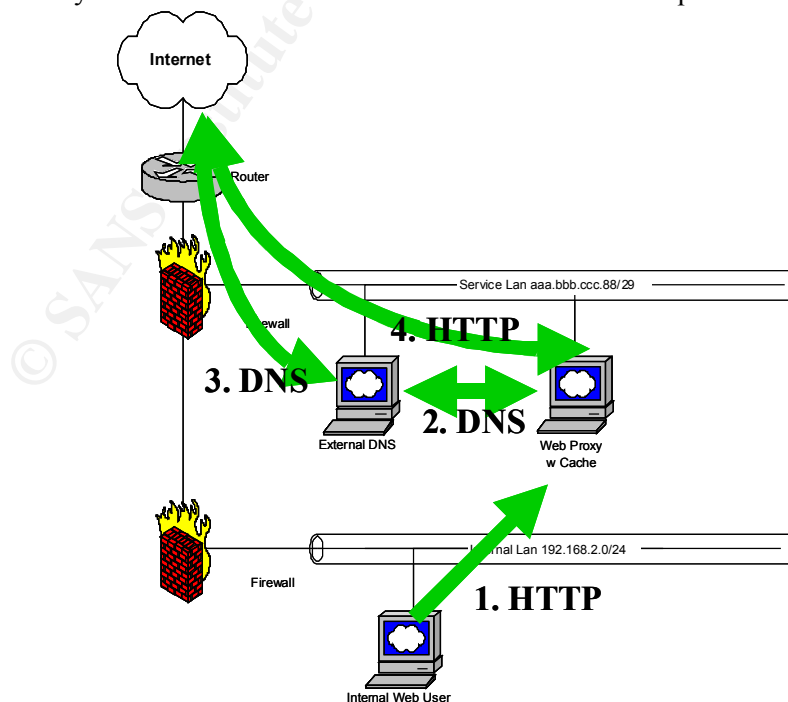 Internet
Router
Service Lan aaa.bbb.ccc.88/29
4. HTTP
3. DNS
2. DNS
External DNS
Web Proxy
w Cache
Lan 192.168.2.0/24
Firewall
1. HTTP
Internal Web User
© SANS